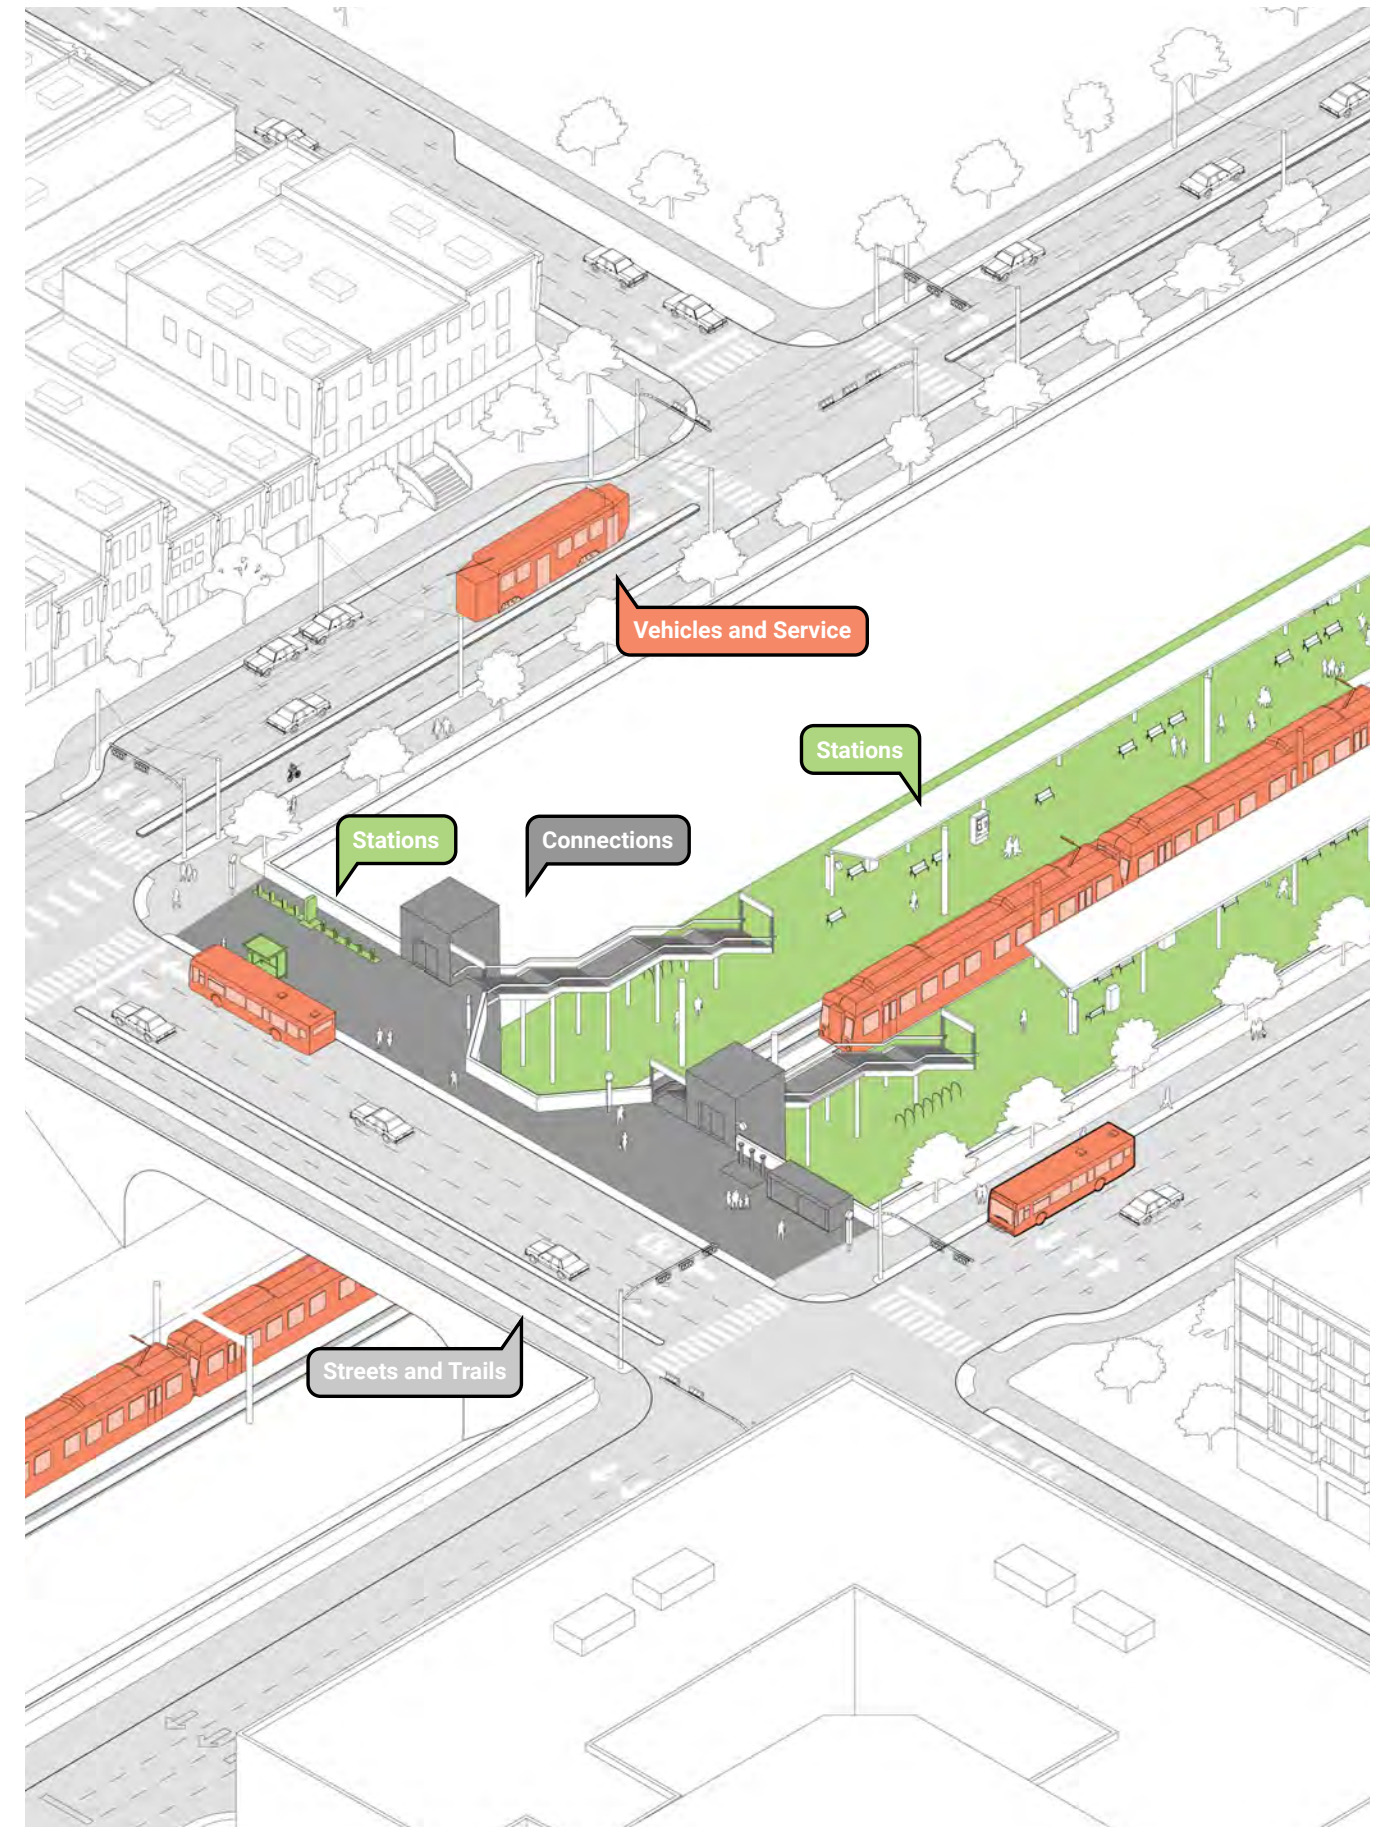 Vehicles and Service
Stations
Stations
Connections
Streets and Trails